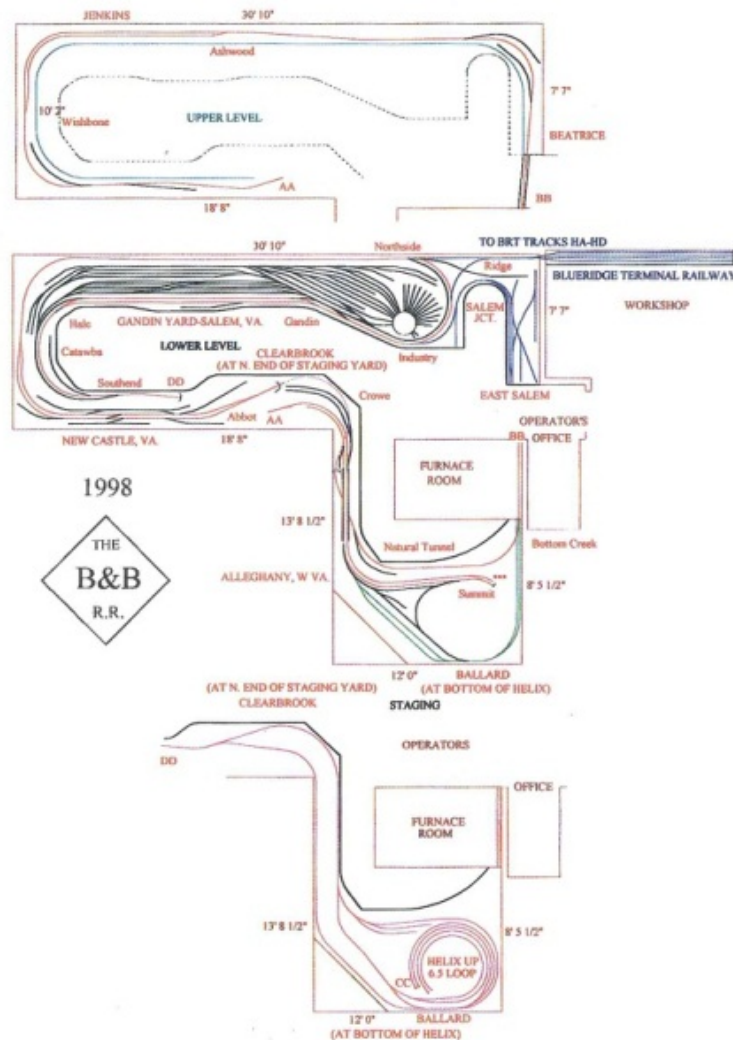 JENKINS
30' 10"
Ashwood
10' 2"
Wishbone
UPPER LEVEL
7' 7"
BEATRICE
AA
BB
18' 8"
30' 10"
Northside
TO BRT TRACKS HA-HD
Ridge
BLUERIDGE TERMINAL RAILWAY
WORKSHOP
SALEM
JCT.
7' 7"
GANDIN YARD-SALEM, VA.
Gandin
Catawba
LOWER LEVEL
CLEARBROOK
(AT N. END OF STAGING YARD)
Industry
Southend
DD
Crowe
EAST SALEM
Abbot
AA
NEW CASTLE, VA.
18' 8"
OPERATOR'S
OFFICE
BB
FURNACE
ROOM
1998
THE
B&B
R.R.
13' 8 1/2"
Natural Tunnel
Bottom Creek
ALLEGHANY, W VA.
Summit
***
8' 5 1/2"
12' 0"
BALLARD
(AT BOTTOM OF HELIX)
(AT N. END OF STAGING YARD)
CLEARBROOK
STAGING
OPERATORS
DD
OFFICE
FURNACE
ROOM
13' 8 1/2"
8' 5 1/2"
HELIX UP
6.5 LOOP
CC
12' 0"
BALLARD
(AT BOTTOM OF HELIX)